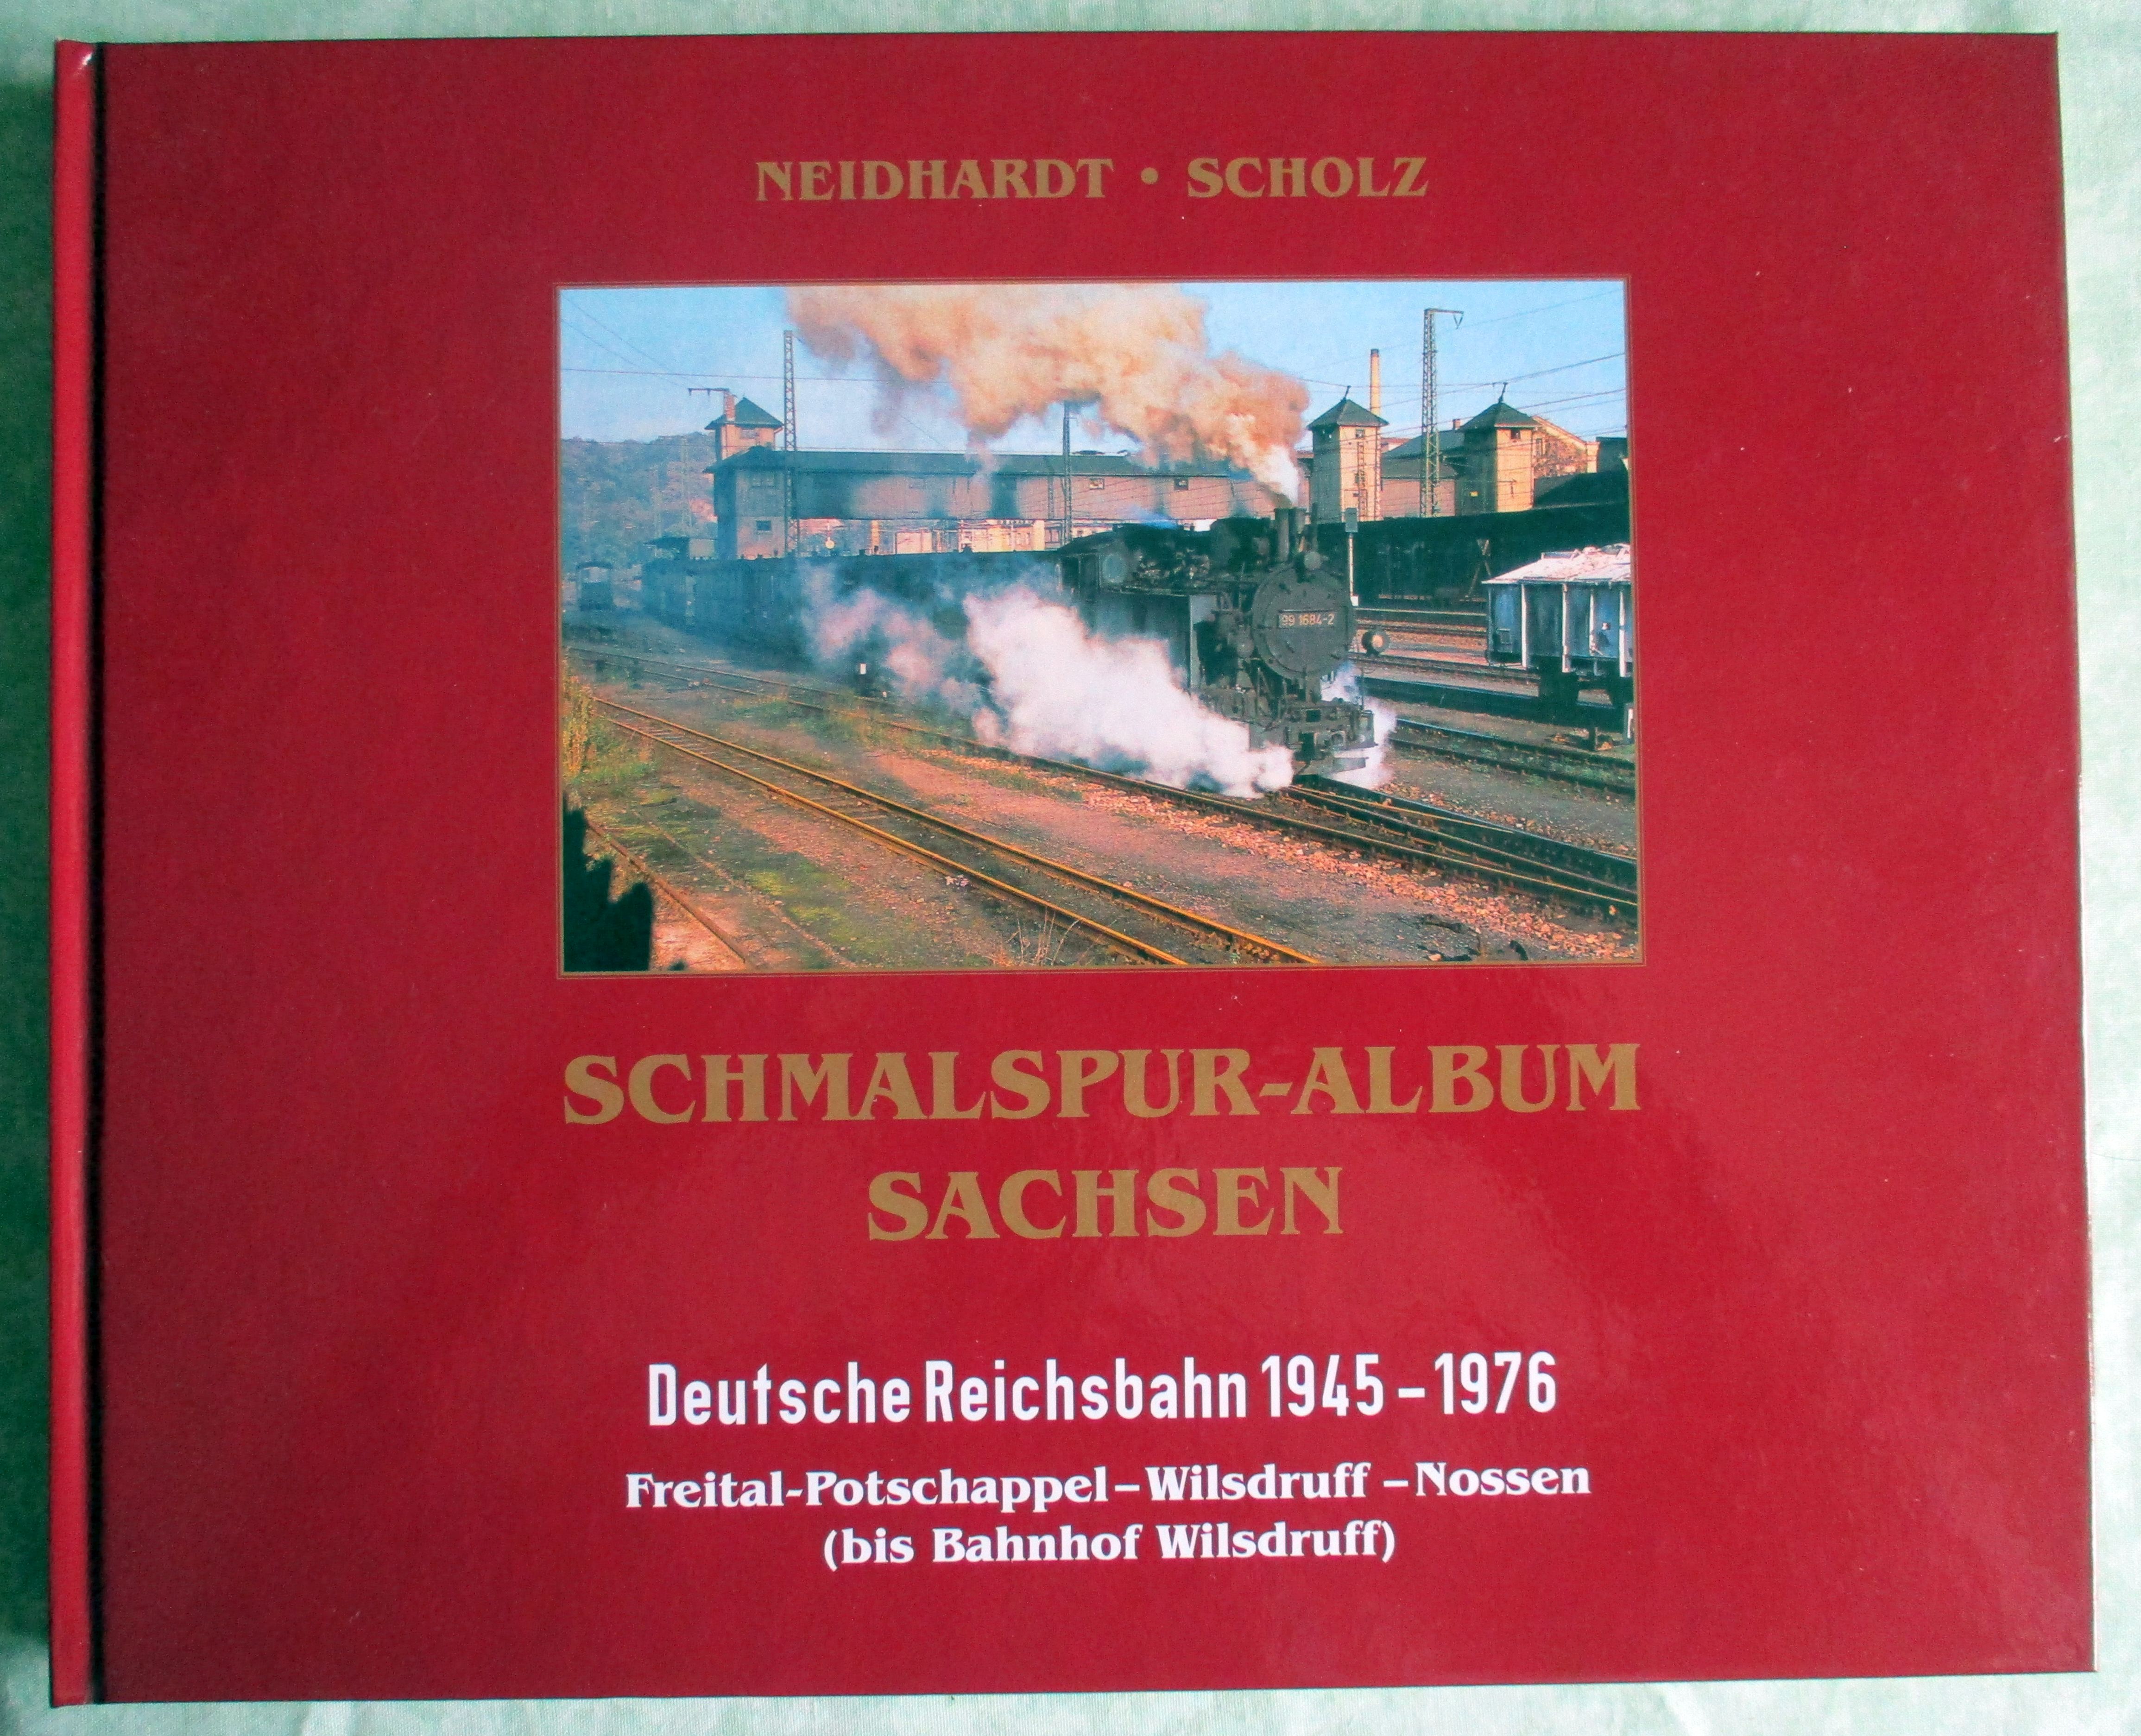 NEIDHARDT • SCHOLZ
99 1684-2
SCHMALSPUR-ALBUM
SACHSEN
Deutsche Reichsbahn 1945 – 1976
Freital-Potschappel – Wilsdruff – Nossen
(bis Bahnhof Wilsdruff)